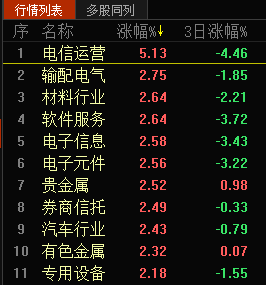 行情列表 多股同列
序 名称 涨幅%↓ 3日涨幅%
1 电信运营 5.13 -4.46
2 输配电气 2.75 -1.85
3 材料行业 2.64 -2.21
4 软件服务 2.64 -3.72
5 电子信息 2.58 -3.43
6 电子元件 2.56 -3.22
7 贵金属 2.52 0.98
8 券商信托 2.49 -0.33
9 汽车行业 2.43 -0.79
10 有色金属 2.32 0.07
11 专用设备 2.18 -1.55